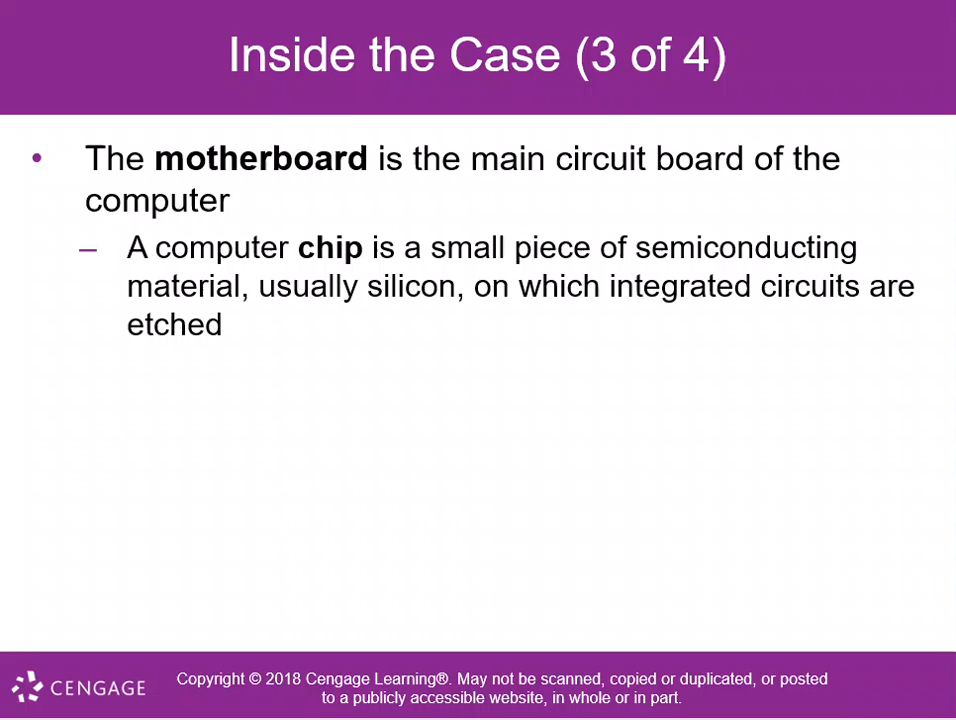 Inside the Case (3 of 4)
• The motherboard is the main circuit board of the
computer
– A computer chip is a small piece of semiconducting
material, usually silicon, on which integrated circuits are
etched
CENGAGE
Copyright © 2018 Cengage Learning®. May not be scanned, copied or duplicated, or posted
to a publicly accessible website, in whole or in part.